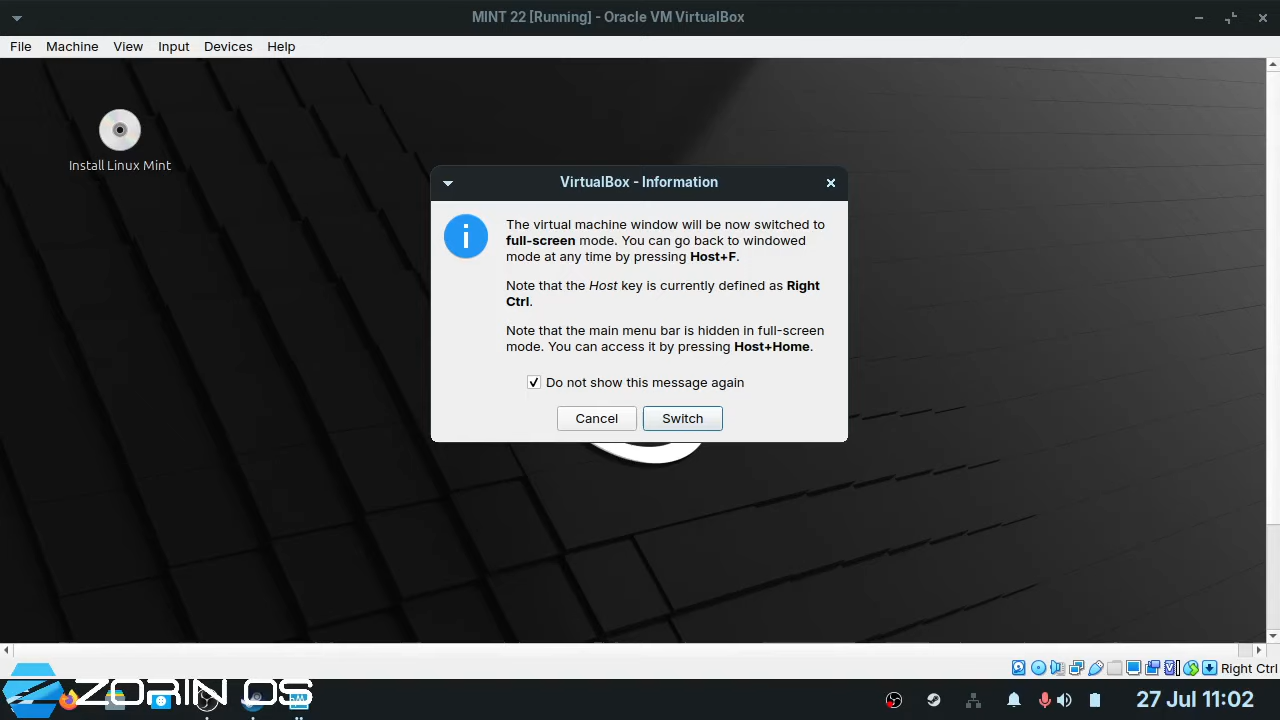 MINT 22 [Running] - Oracle VM VirtualBox
File Machine View Input Devices Help
Install Linux Mint
VirtualBox - Information
The virtual machine window will be now switched to
full-screen mode. You can go back to windowed
mode at any time by pressing Host+F.
Note that the Host key is currently defined as Right
Ctrl.
Note that the main menu bar is hidden in full-screen
mode. You can access it by pressing Host+Home.
Do not show this message again
Cancel Switch
Right Ctrl
ZORIN OS
27 Jul 11:02